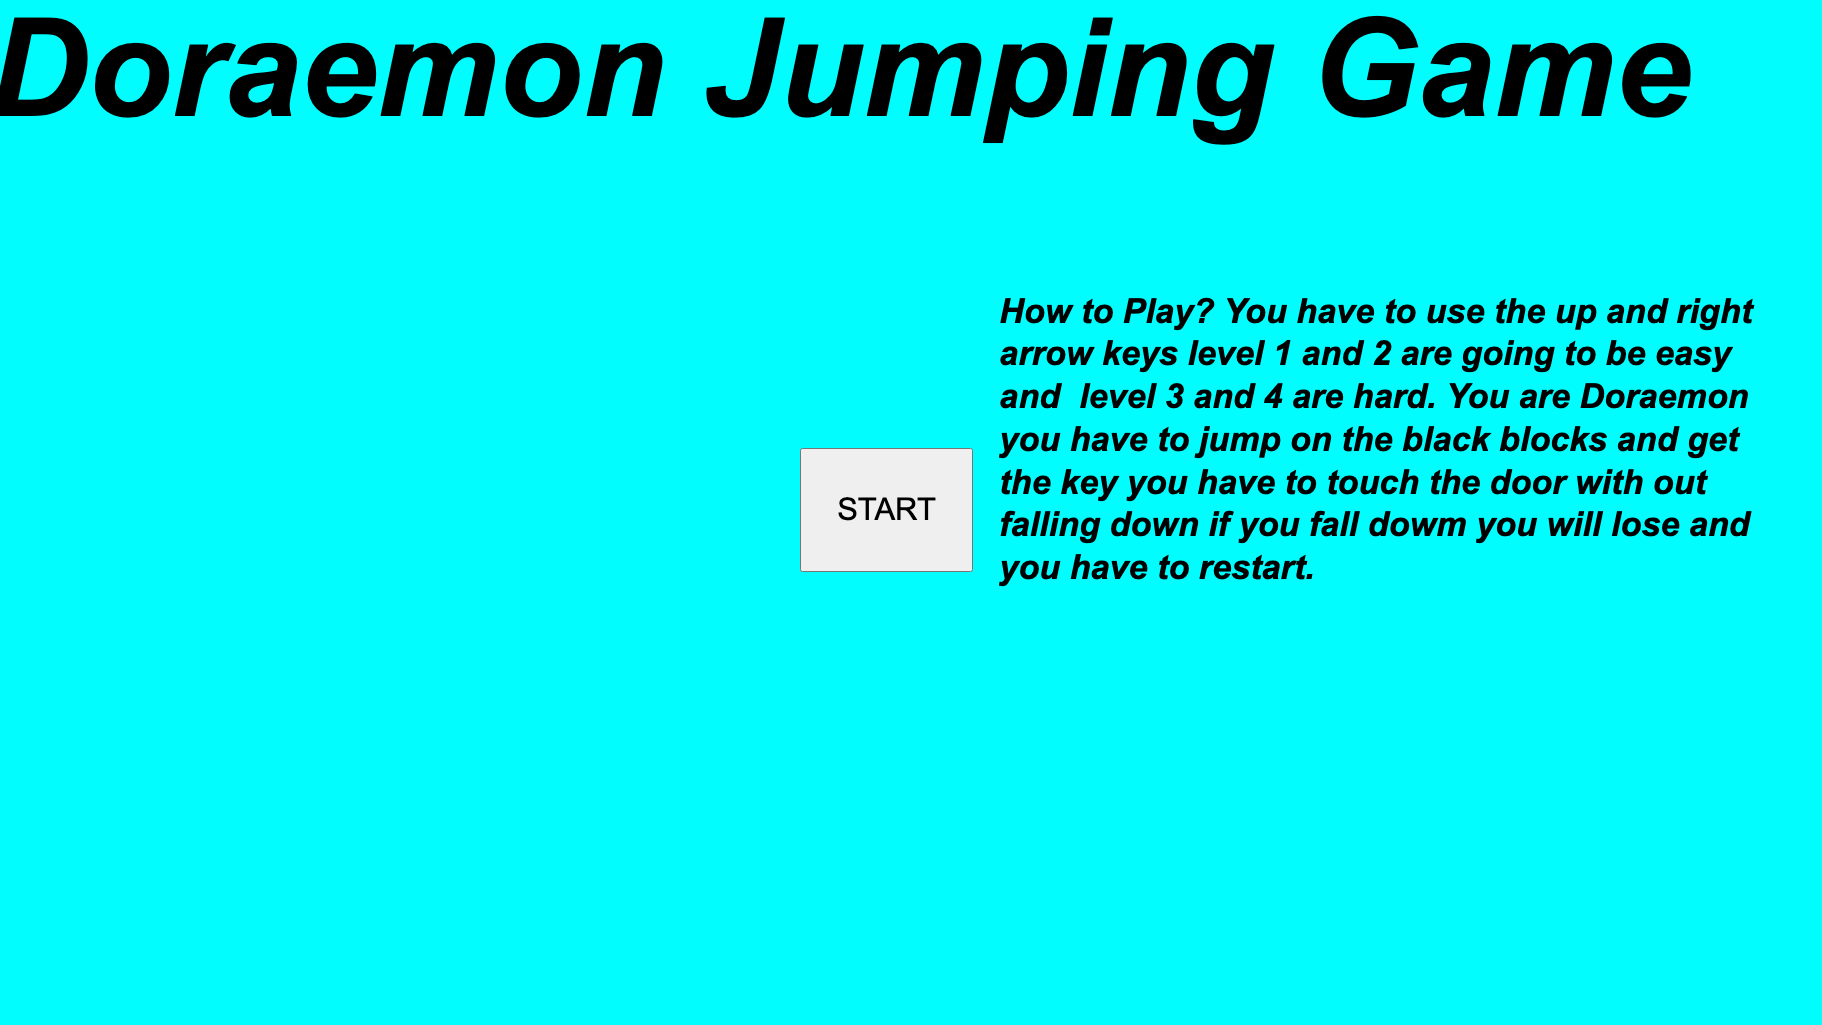 Doraemon Jumping Game
How to Play? You have to use the up and right
arrow keys level 1 and 2 are going to be easy
and  level 3 and 4 are hard. You are Doraemon
you have to jump on the black blocks and get
the key you have to touch the door with out
falling down if you fall dowm you will lose and
you have to restart.
START